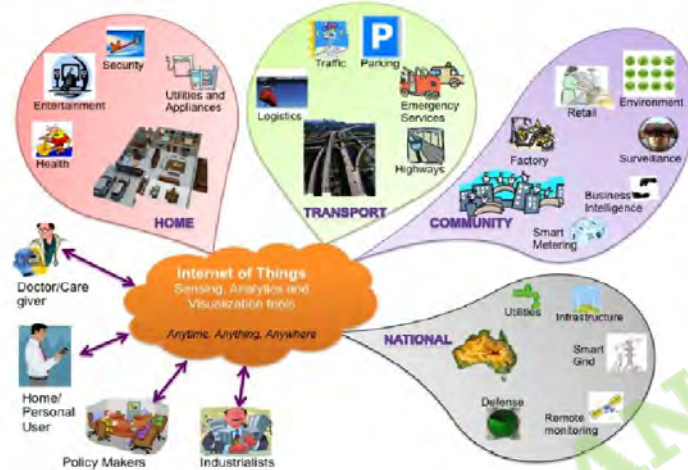 Security
Entertainment
Utilities and
Appliances
Health
HOME
Traffic
P
Parking
Logistics
Emergency
Services
Highways
TRANSPORT
Retail
Environment
Factory
Surveillance
Business
Intelligence
COMMUNITY
Smart
Metering
Internet of Things
Sensing, Analytics and
Visualization tools
Anytime, Anything, Anywhere
Doctor/Care
giver
Home/
Personal
User
Policy Makers
Industrialists
NATIONAL
Utilities
Infrastructure
Smart
Grid
Defense
Remote
monitoring